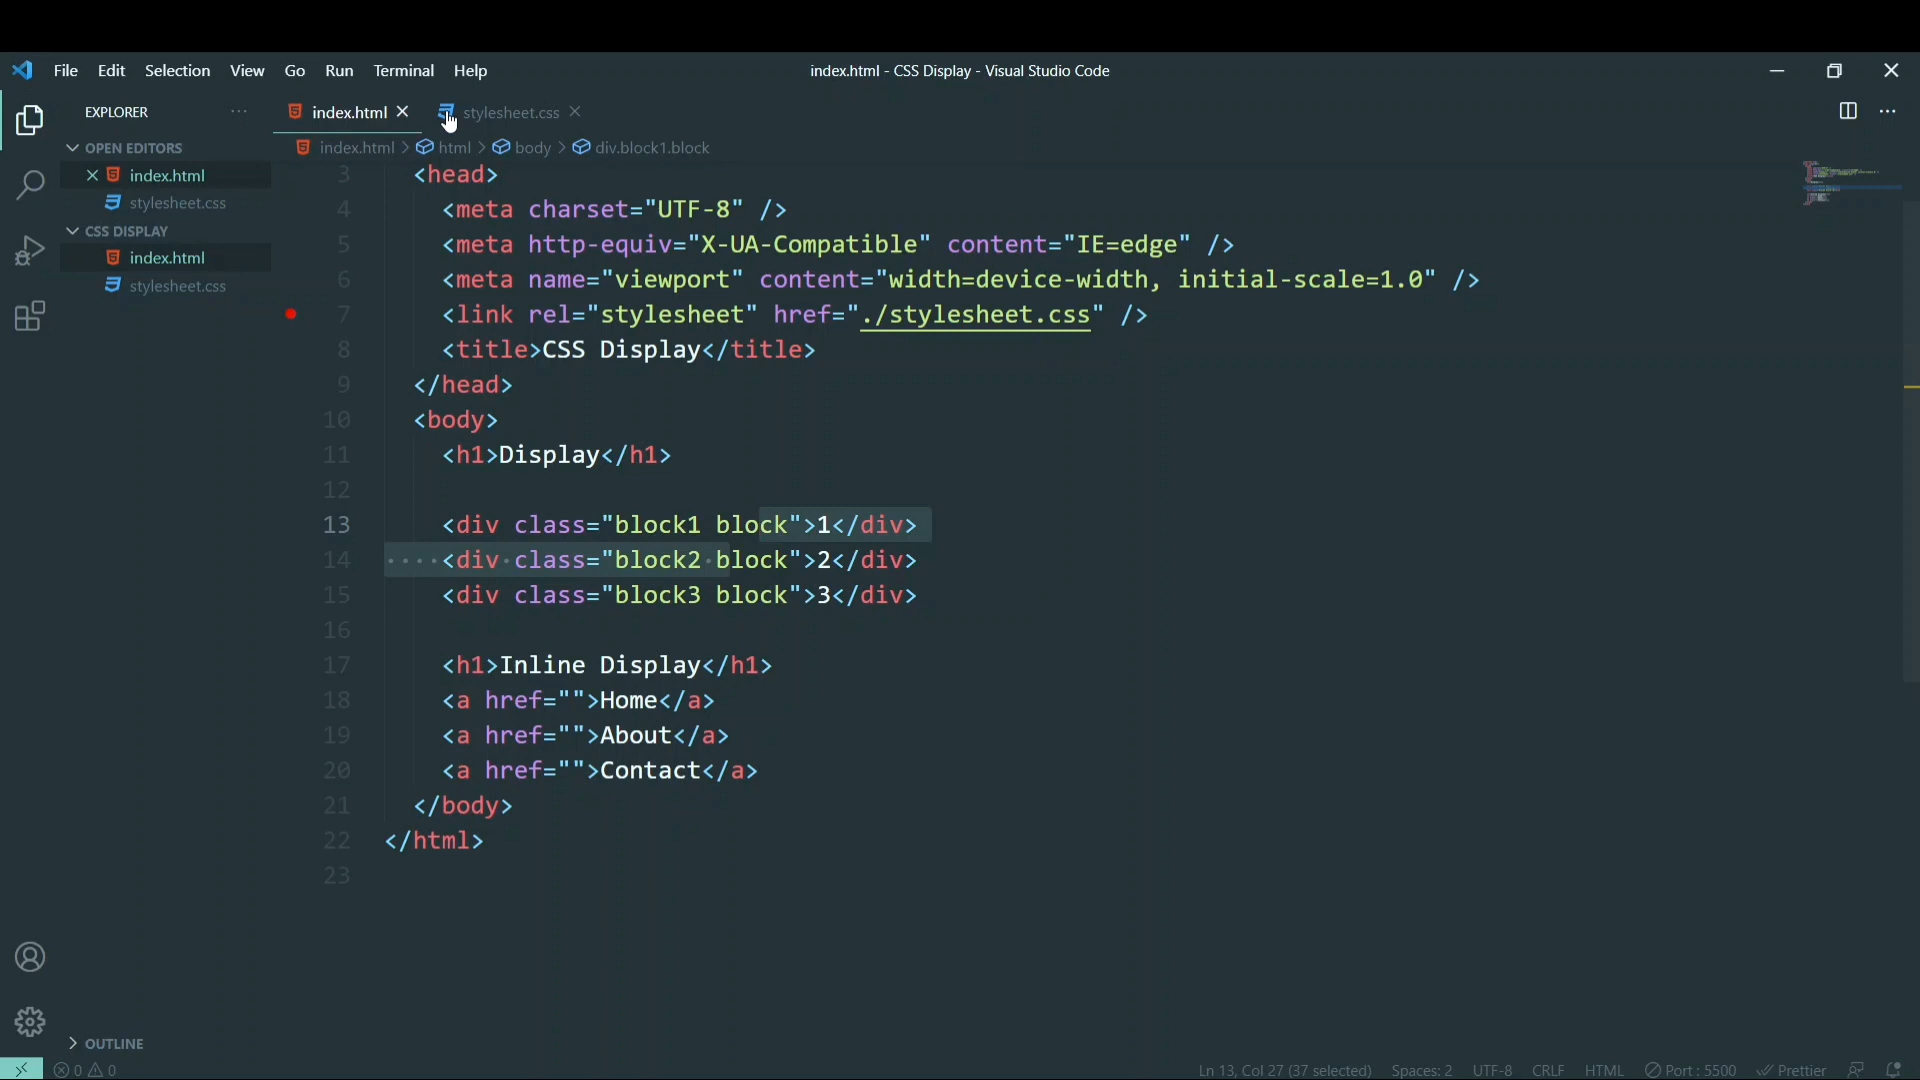 File Edit Selection View Go Run Terminal Help
index.html - CSS Display - Visual Studio Code
EXPLORER ···
index.html stylesheet.css
OPEN EDITORS
index.html
stylesheet.css
CSS DISPLAY
index.html
stylesheet.css
index.html > html > body > div.block1.block
3 <head>
4 <meta charset="UTF-8" />
5 <meta http-equiv="X-UA-Compatible" content="IE=edge" />
6 <meta name="viewport" content="width=device-width, initial-scale=1.0" />
7 <link rel="stylesheet" href="./stylesheet.css" />
8 <title>CSS Display</title>
9 </head>
10 <body>
11 <h1>Display</h1>
12
13 <div class="block1 block">1</div>
14 <div class="block2 block">2</div>
15 <div class="block3 block">3</div>
16
17 <h1>Inline Display</h1>
18 <a href="">Home</a>
19 <a href="">About</a>
20 <a href="">Contact</a>
21 </body>
22 </html>
23
OUTLINE
0 0
Ln 13, Col 27 (37 selected) Spaces: 2 UTF-8 CRLF HTML Port : 5500 Prettier